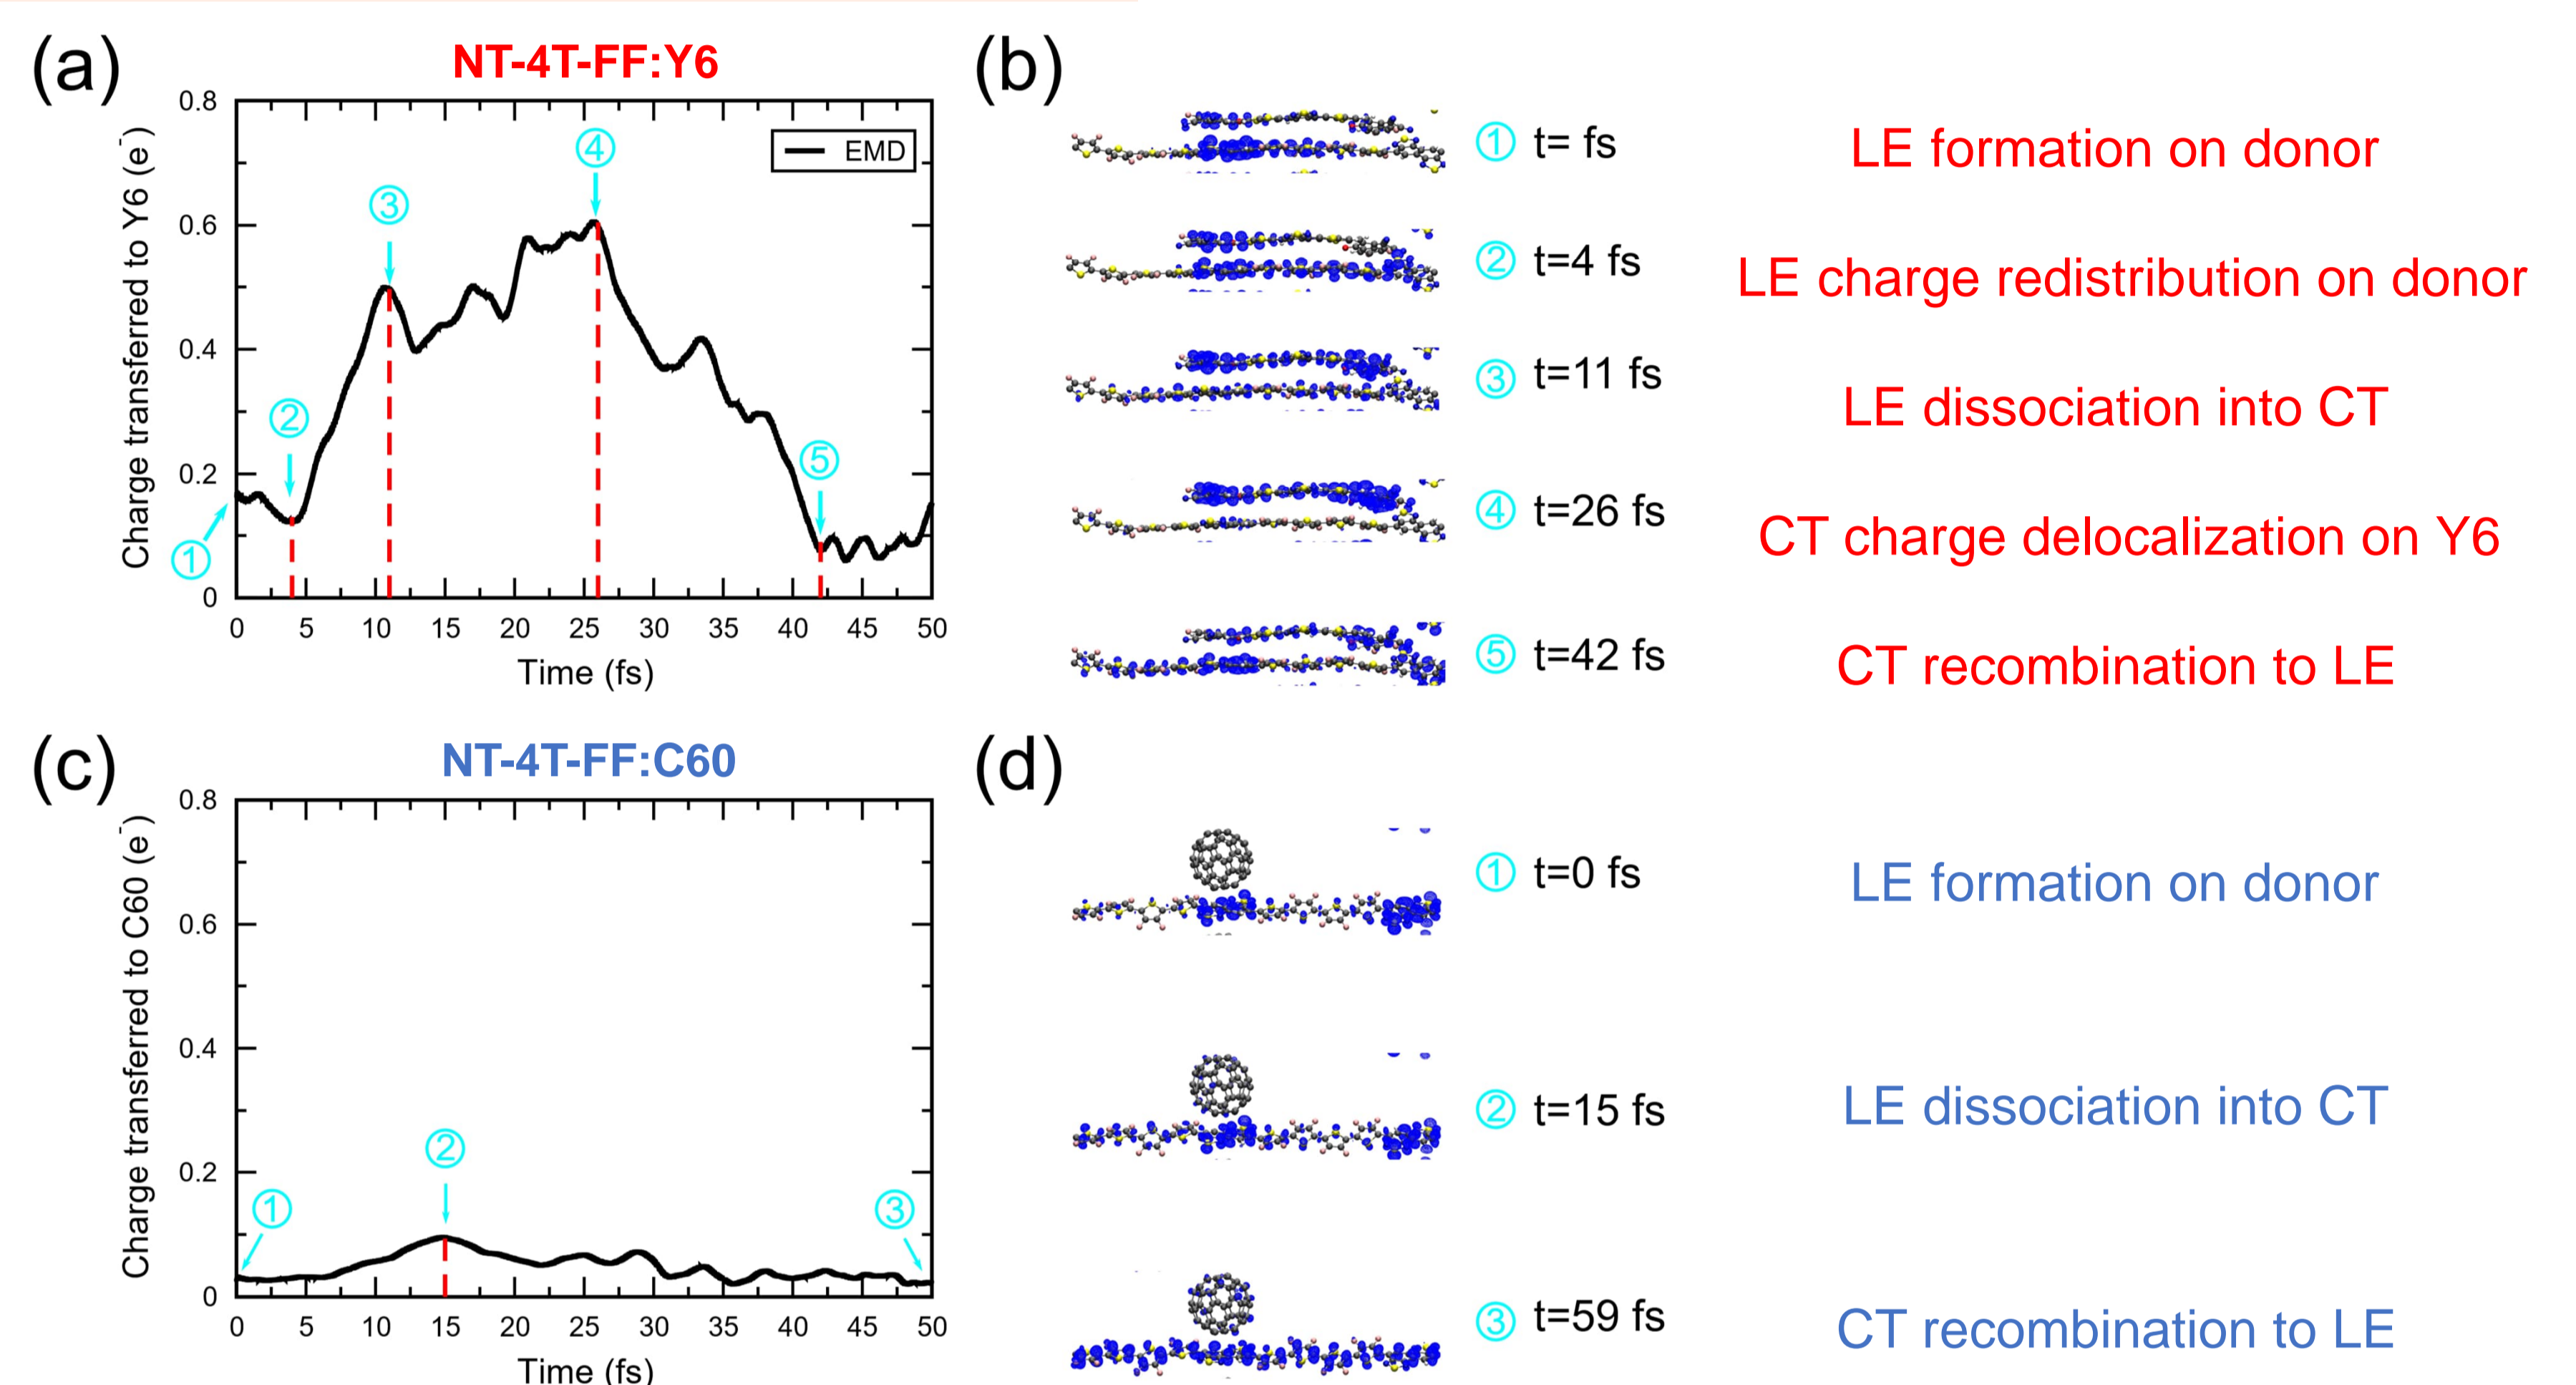 (a)
NT-4T-FF:Y6
Charge transferred to Y6 (e⁻)
0.8
0.6
0.4
0.2
0
EMD
①
②
③
④
⑤
0 5 10 15 20 25 30 35 40 45 50
Time (fs)
(b)
① t= fs
LE formation on donor
② t=4 fs
LE charge redistribution on donor
③ t=11 fs
LE dissociation into CT
④ t=26 fs
CT charge delocalization on Y6
⑤ t=42 fs
CT recombination to LE
(c)
NT-4T-FF:C60
Charge transferred to C60 (e⁻)
0.8
0.6
0.4
0.2
0
①
②
③
0 5 10 15 20 25 30 35 40 45 50
Time (fs)
(d)
① t=0 fs
LE formation on donor
② t=15 fs
LE dissociation into CT
③ t=59 fs
CT recombination to LE